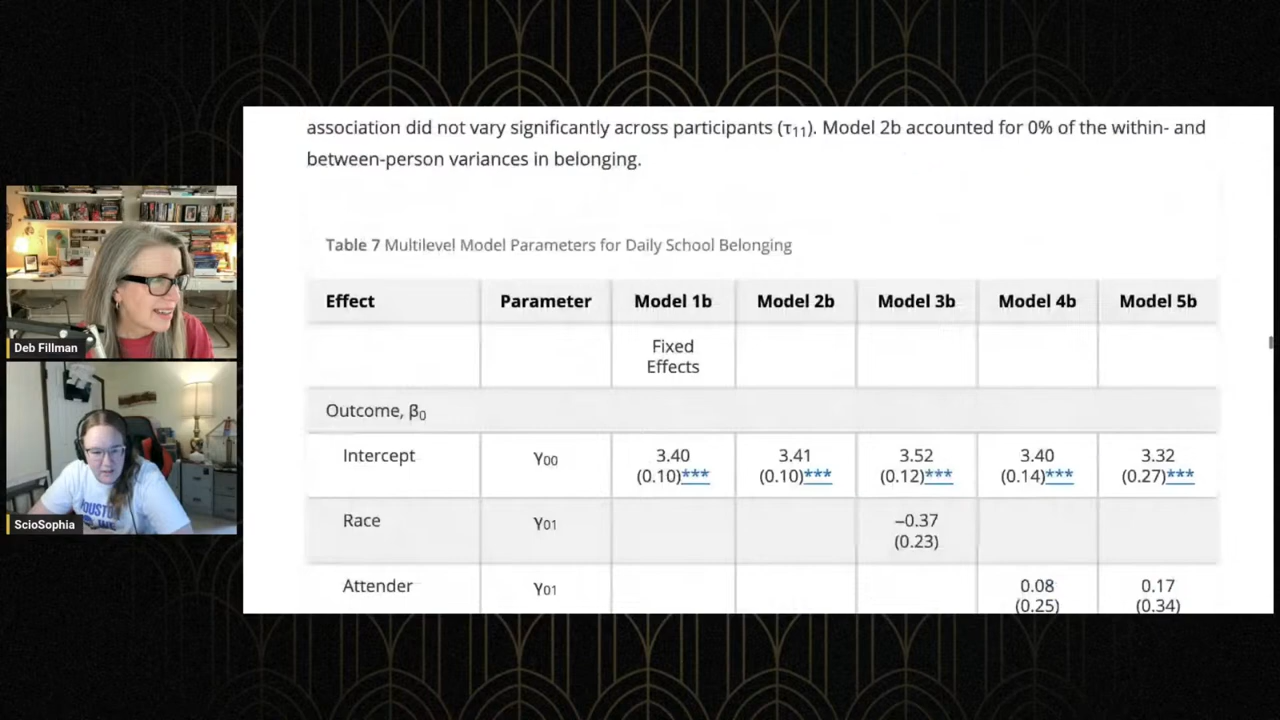 association did not vary significantly across participants (τ11). Model 2b accounted for 0% of the within- and
between-person variances in belonging.
Table 7 Multilevel Model Parameters for Daily School Belonging
Effect Parameter Model 1b Model 2b Model 3b Model 4b Model 5b
Fixed
Effects
Outcome, β0
Intercept γ00 3.40 3.41 3.52 3.40 3.32
(0.10)*** (0.10)*** (0.12)*** (0.14)*** (0.27)***
Race γ01 −0.37
(0.23)
Attender γ01 0.08 0.17
(0.25) (0.34)
Deb Fillman
ScioSophia